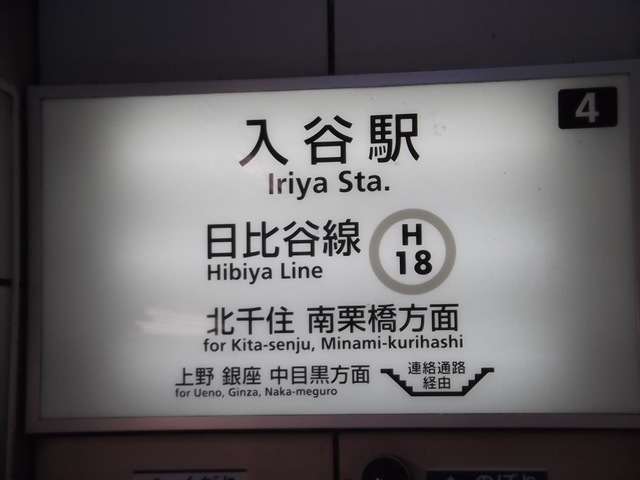 4
入谷駅
Iriya Sta.
日比谷線
Hibiya Line
H
18
北千住 南栗橋方面
for Kita-senju, Minami-kurihashi
上野 銀座 中目黒方面
for Ueno, Ginza, Naka-meguro
連絡通路
経由